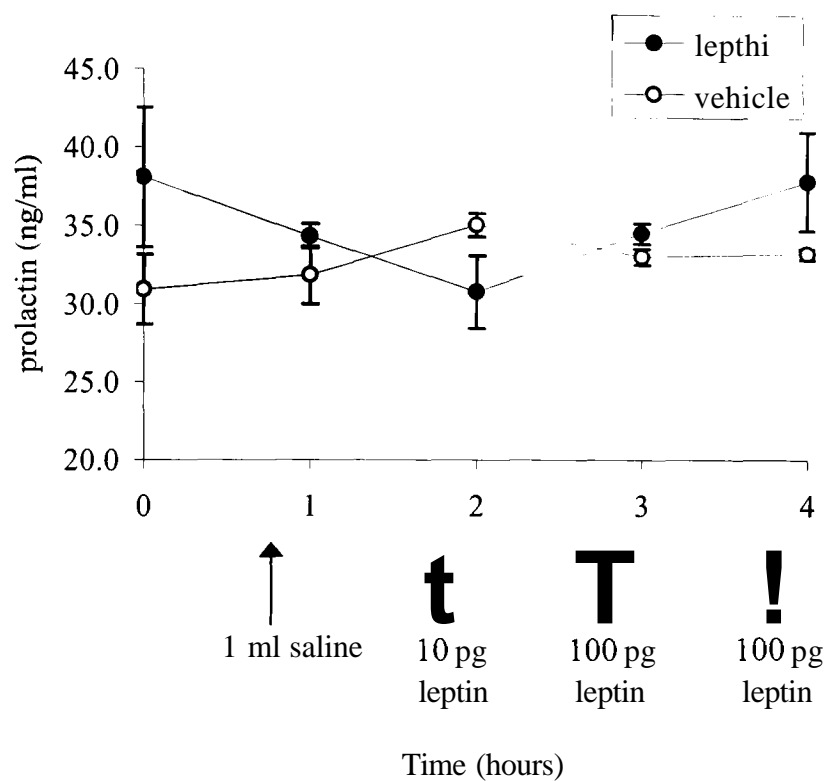 lepthi
vehicle
prolactin (ng/ml)
45.0
40.0
35.0
30.0
25.0
20.0
0 1 2 3 4
t T !
1 ml saline 10 pg 100 pg 100 pg
leptin leptin leptin
Time (hours)